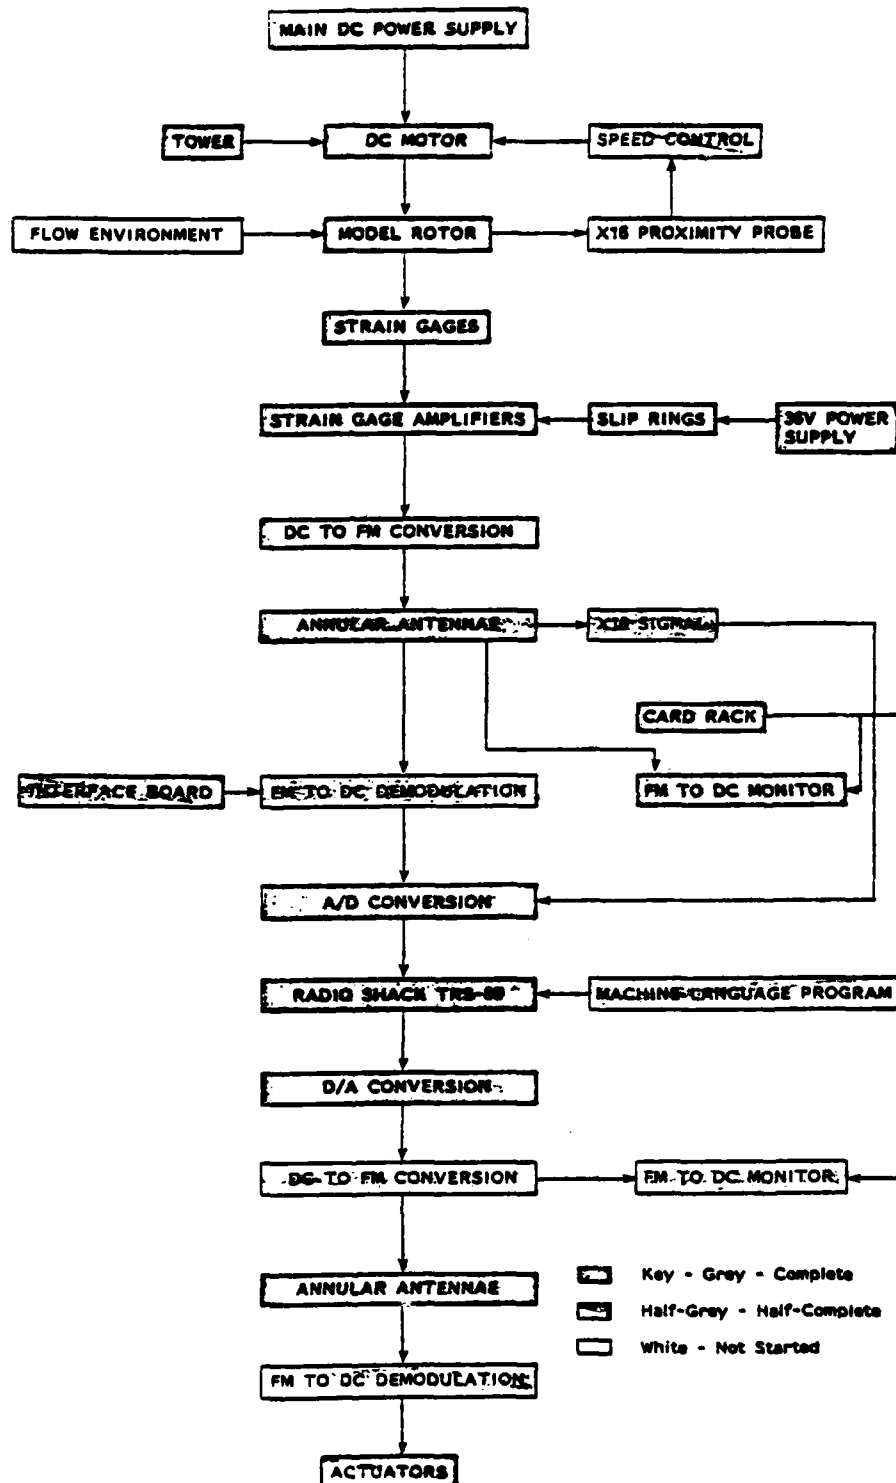 MAIN DC POWER SUPPLY
TOWER
DC MOTOR
SPEED CONTROL
FLOW ENVIRONMENT
MODEL ROTOR
X16 PROXIMITY PROBE
STRAIN GAGES
STRAIN GAGE AMPLIFIERS
SLIP RINGS
36V POWER
SUPPLY
DC TO FM CONVERSION
ANNULAR ANTENNAE
SIGNAL
CARD RACK
INTERFACE BOARD
FM TO DC DEMODULATION
FM TO DC MONITOR
A/D CONVERSION
RADIO SHACK TRS-80
MACHINE LANGUAGE PROGRAM
D/A CONVERSION
DC TO FM CONVERSION
FM TO DC MONITOR
ANNULAR ANTENNAE
Key - Grey - Complete
Half-Grey - Half-Complete
White - Not Started
FM TO DC DEMODULATION
ACTUATORS